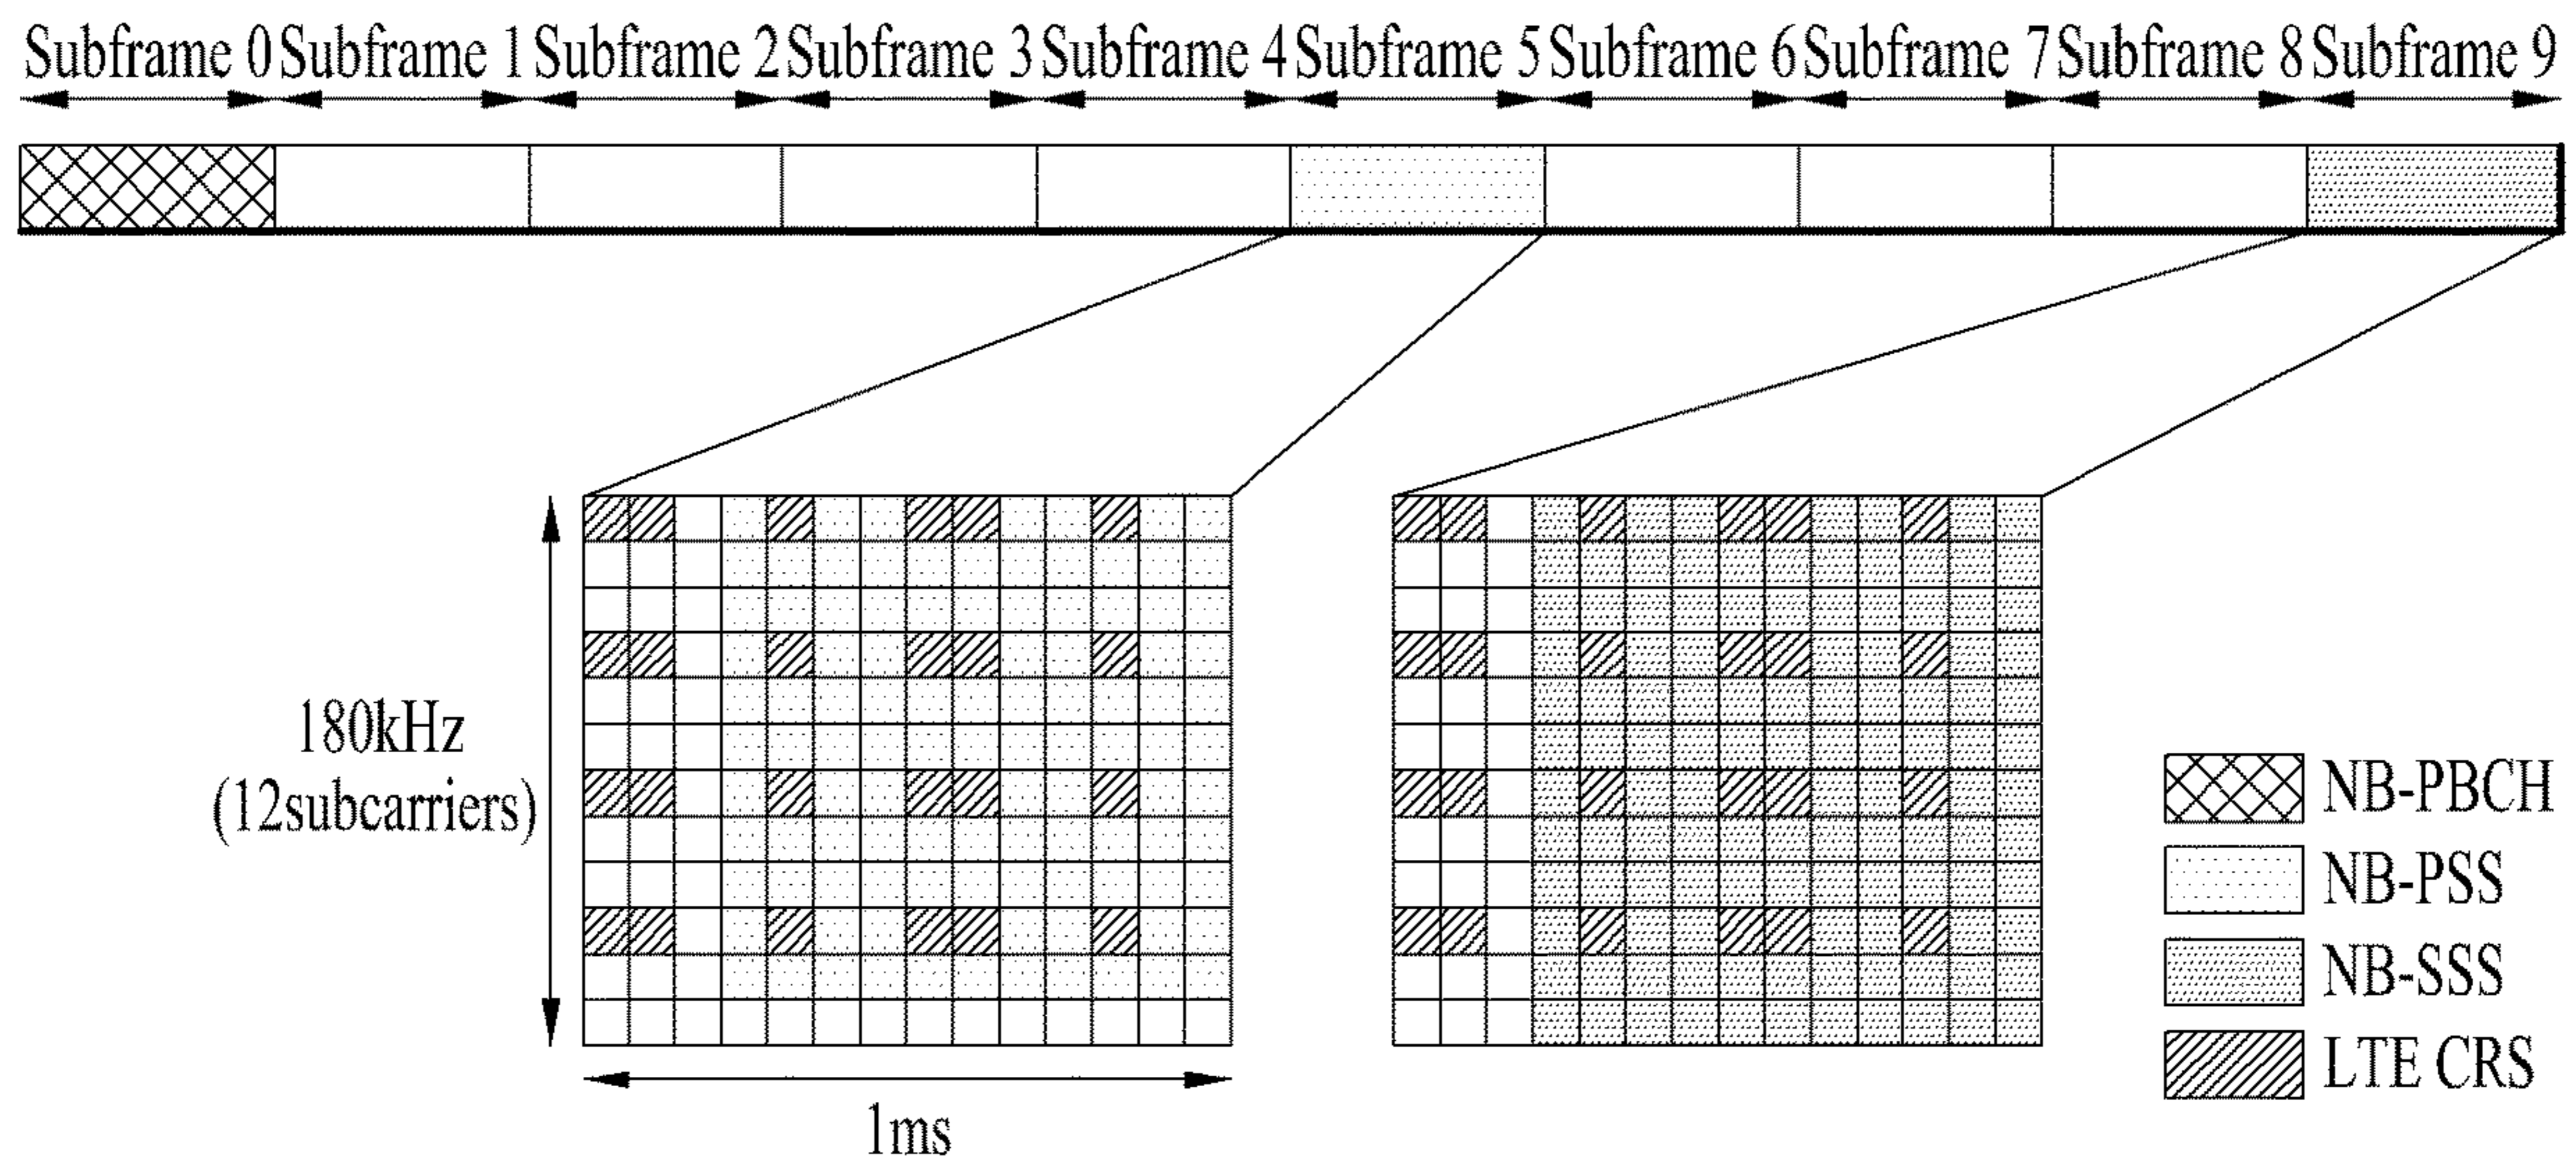 Subframe 0 Subframe 1 Subframe 2 Subframe 3 Subframe 4 Subframe 5 Subframe 6 Subframe 7 Subframe 8 Subframe 9
180kHz
(12subcarriers)
1ms
NB-PBCH
NB-PSS
NB-SSS
LTE CRS